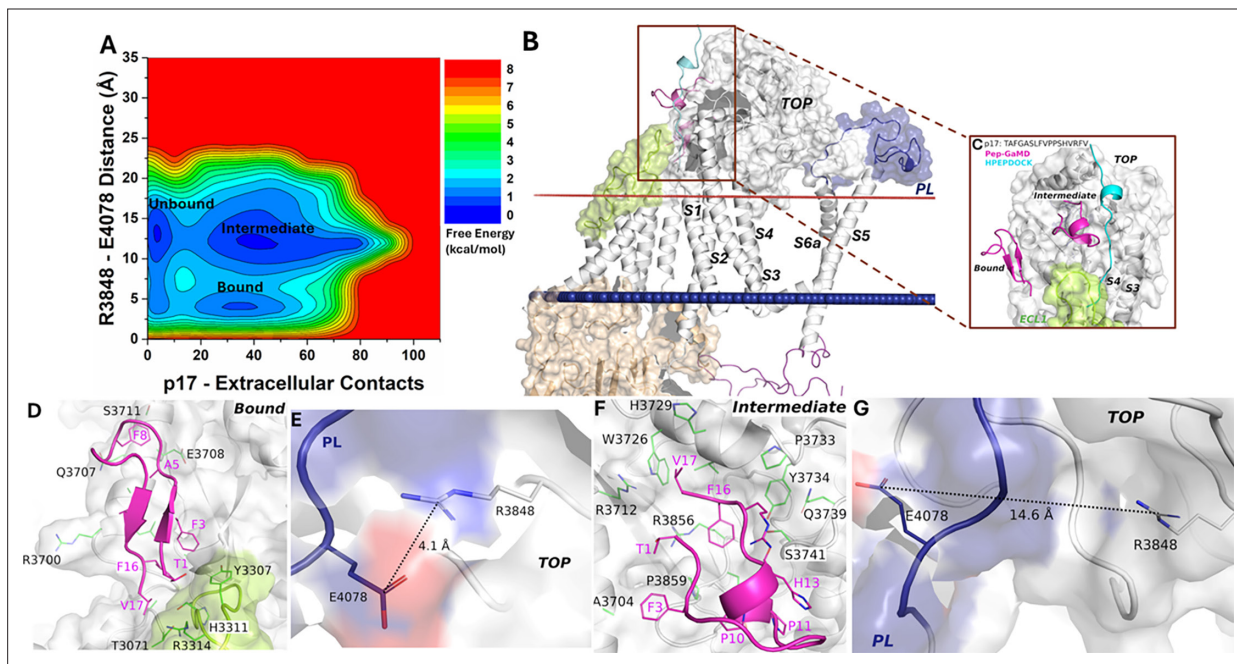 A
R3848 - E4078 Distance (Å)
35
30
25
20
15
10
5
0
Unbound
Intermediate
Bound
0 20 40 60 80 100
p17 - Extracellular Contacts
8
7
6
5
4
3
2
1
0
Free Energy
(kcal/mol)
B
TOP
PL
S1
S2
S4
S3
S6a
S5
C p17: TAFGASLFVPPSHVRFV
Pep-GaMD
HPEPDOCK
TOP
Intermediate
Bound
S4
S3
ECL1
D
Bound
S3711
F8
Q3707
E3708
A5
F3
R3700
F16
T1
Y3307
V17
H3311
T3071
R3314
E
PL
R3848
4.1 Å
E4078
TOP
F
Intermediate
H3729
W3726
P3733
V17
Y3734
F16
R3712
Q3739
R3856
T1
S3741
P3859
H13
A3704
F3
P10
P11
G
TOP
E4078
14.6 Å
R3848
PL